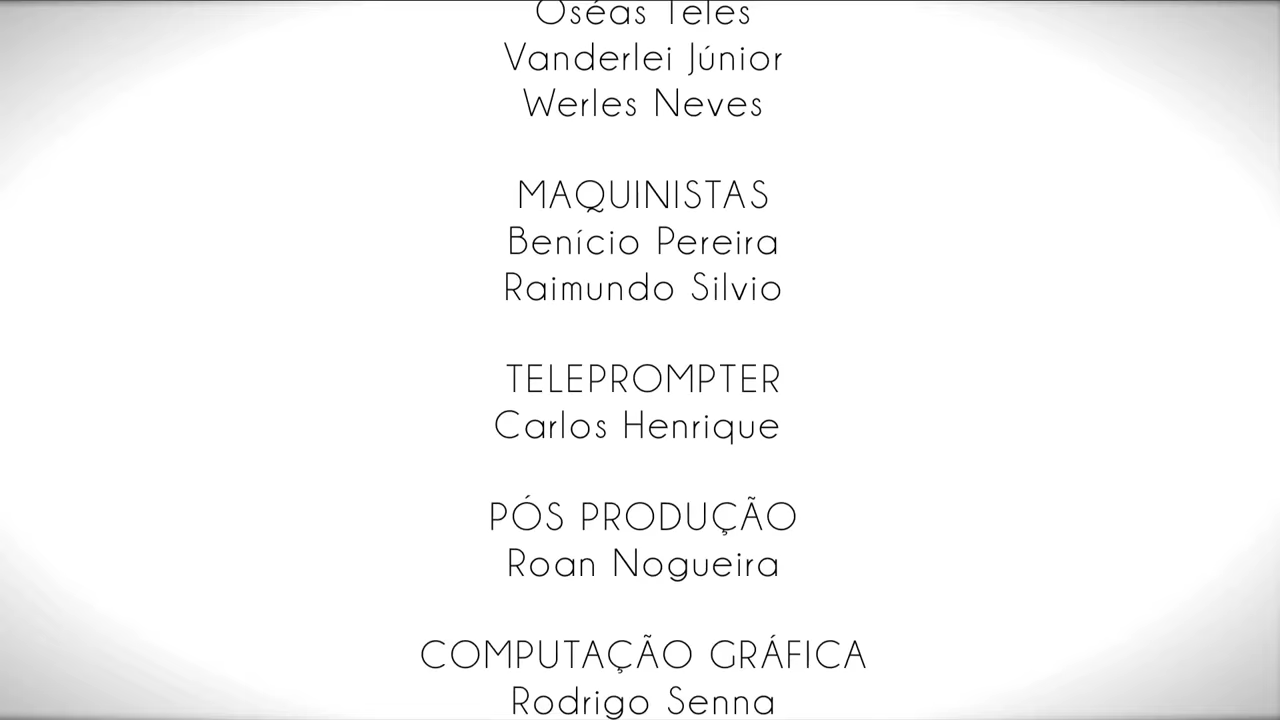 Oséas Teles
Vanderlei Júnior
Werles Neves
MAQUINISTAS
Benício Pereira
Raimundo Silvio
TELEPROMPTER
Carlos Henrique
PÓS PRODUÇÃO
Roan Nogueira
COMPUTAÇÃO GRÁFICA
Rodrigo Senna